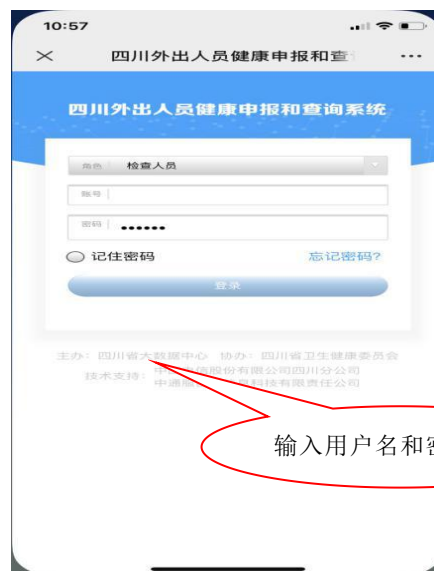 10:57
四川外出人员健康申报和查
四川外出人员健康申报和查询系统
角色 检查人员
账号
密码 ••••••
记住密码 忘记密码?
登录
主办：四川省大数据中心 协办：四川省卫生健康委员会
技术支持：中 电信股份有限公司四川分公司
中通服 科技有限责任公司
输入用户名和密